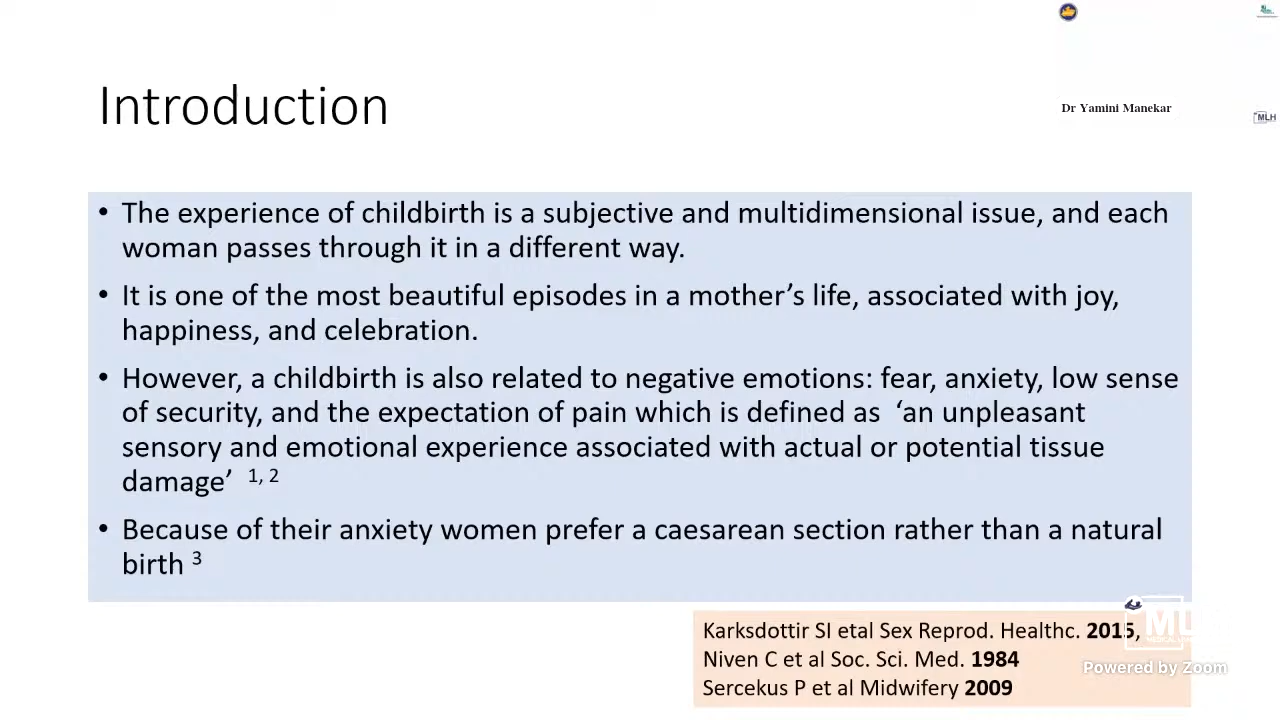 Introduction
Dr Yamini Manekar
MLH
• The experience of childbirth is a subjective and multidimensional issue, and each
woman passes through it in a different way.
• It is one of the most beautiful episodes in a mother’s life, associated with joy,
happiness, and celebration.
• However, a childbirth is also related to negative emotions: fear, anxiety, low sense
of security, and the expectation of pain which is defined as ‘an unpleasant
sensory and emotional experience associated with actual or potential tissue
damage’ 1, 2
• Because of their anxiety women prefer a caesarean section rather than a natural
birth 3
Karksdottir SI etal Sex Reprod. Healthc. 2015,
Niven C et al Soc. Sci. Med. 1984
Sercekus P et al Midwifery 2009
Powered by Zoom